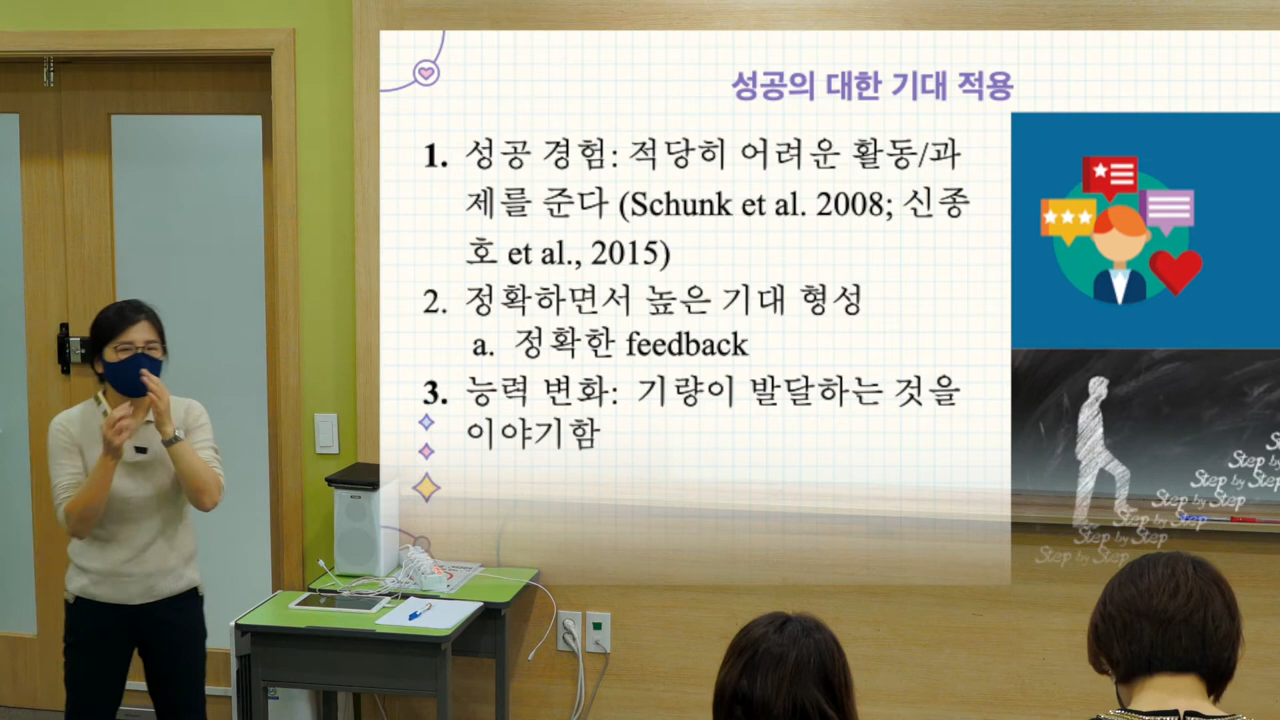 성공의 대한 기대 적용
1. 성공 경험: 적당히 어려운 활동/과
제를 준다 (Schunk et al. 2008; 신종
호 et al., 2015)
2. 정확하면서 높은 기대 형성
a. 정확한 feedback
3. 능력 변화: 기량이 발달하는 것을
이야기함
Step by
Step by Step
Step by Step
Step by Step
Step by Step
Step by Step